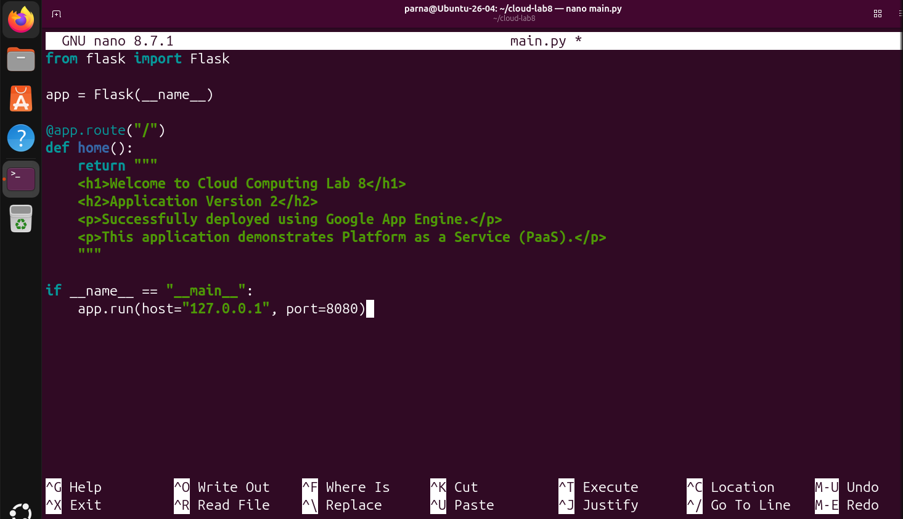 parna@Ubuntu-26-04: ~/cloud-lab8 — nano main.py
~/cloud-lab8
GNU nano 8.7.1 main.py *
from flask import Flask
app = Flask(__name__)
@app.route("/")
def home():
    return """
    <h1>Welcome to Cloud Computing Lab 8</h1>
    <h2>Application Version 2</h2>
    <p>Successfully deployed using Google App Engine.</p>
    <p>This application demonstrates Platform as a Service (PaaS).</p>
    """
if __name__ == "__main__":
    app.run(host="127.0.0.1", port=8080)
^G Help ^O Write Out ^F Where Is ^K Cut ^T Execute ^C Location M-U Undo
^X Exit ^R Read File ^\ Replace ^U Paste ^J Justify ^/ Go To Line M-E Redo